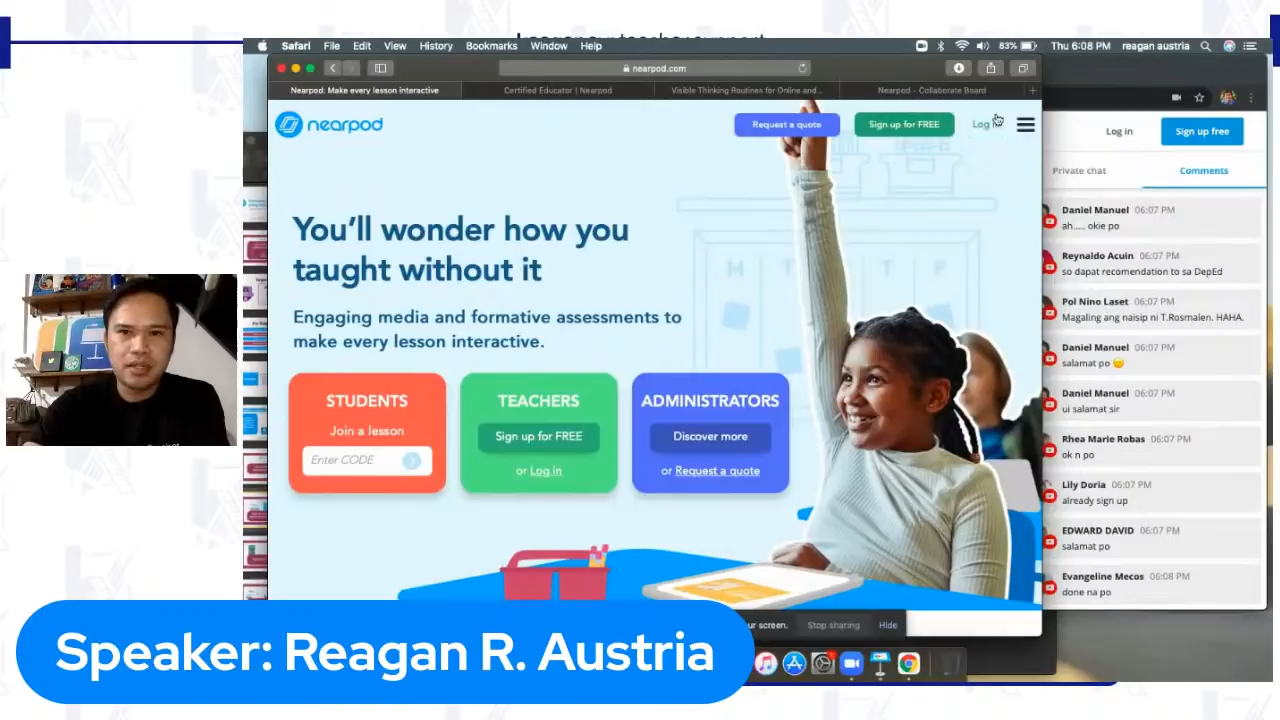 Safari File Edit View History Bookmarks Window Help
83% Thu 6:08 PM reagan austria
nearpod.com
Nearpod: Make every lesson interactive
Certified Educator | Nearpod
Visible Thinking Routines for Online and...
Nearpod - Collaborate Board
nearpod
Request a quote
Sign up for FREE
Log
You'll wonder how you
taught without it
Engaging media and formative assessments to
make every lesson interactive.
STUDENTS
Join a lesson
Enter CODE
TEACHERS
Sign up for FREE
or Log in
ADMINISTRATORS
Discover more
or Request a quote
M T T F
Log in
Sign up free
Private chat
Comments
Daniel Manuel 06:07 PM
ah..... okie po
Reynaldo Acuin 06:07 PM
so dapat recomendation to sa DepEd
Pol Nino Laset 06:07 PM
Magaling ang naisip ni T.Rosmalen. HAHA.
Daniel Manuel 06:07 PM
salamat po 😊
Daniel Manuel 06:07 PM
ui salamat sir
Rhea Marie Robas 06:07 PM
ok n po
Lily Doria 06:07 PM
already sign up
EDWARD DAVID 06:07 PM
salamat po
Evangeline Mecos 06:08 PM
done na po
ur screen.
Stop sharing
Hide
Speaker: Reagan R. Austria